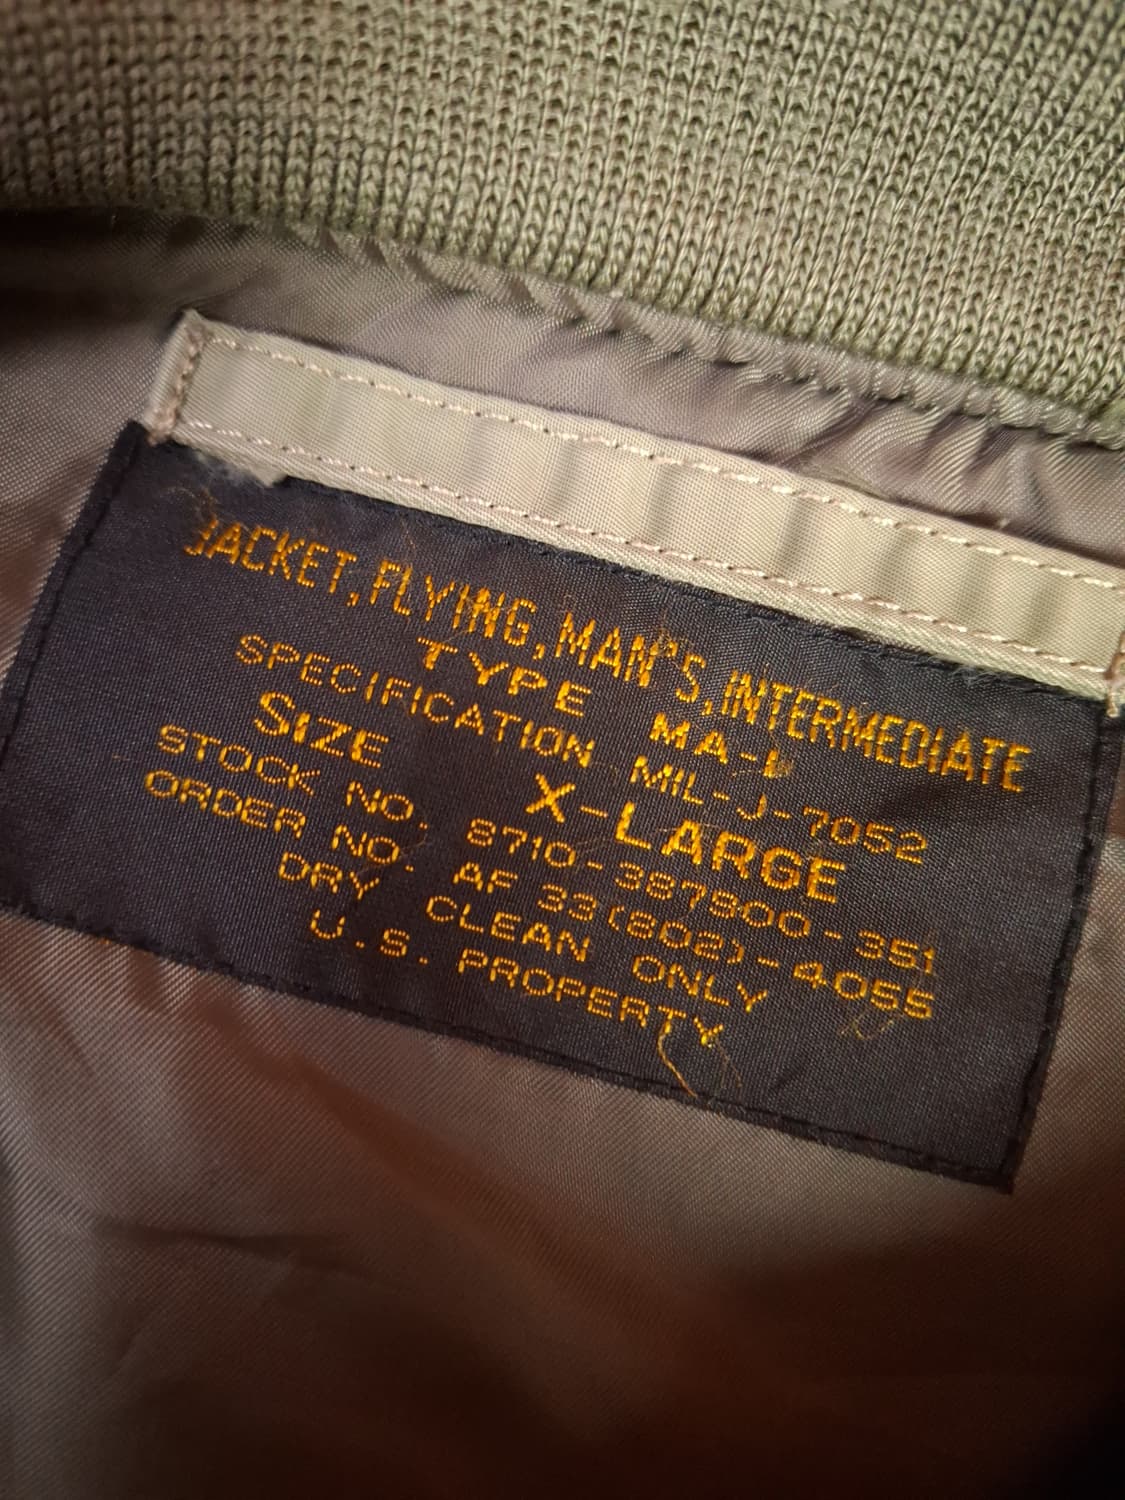 JACKET, FLYING, MAN'S, INTERMEDIATE
TYPE MA-1
SPECIFICATION MIL-J-7052
SIZE X-LARGE
STOCK NO. 8710-387900-351
ORDER NO. AF 33(602)-4055
DRY CLEAN ONLY
U.S. PROPERTY